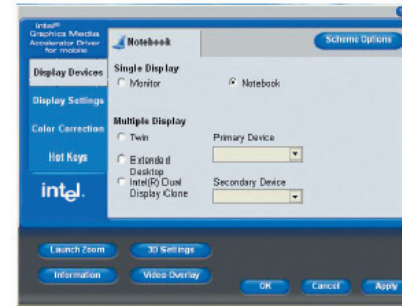 Intel®
Graphics Media
Accelerator Driver
for mobile
Notebook
Scheme Options
Display Devices
Display Settings
Color Correction
Hot Keys
intel.
Single Display
Monitor
Notebook
Multiple Display
Twin
Primary Device
Extended
Desktop
Intel(R) Dual
Display Clone
Secondary Device
Launch Zoom
3D Settings
Information
Video Overlay
OK
Cancel
Apply